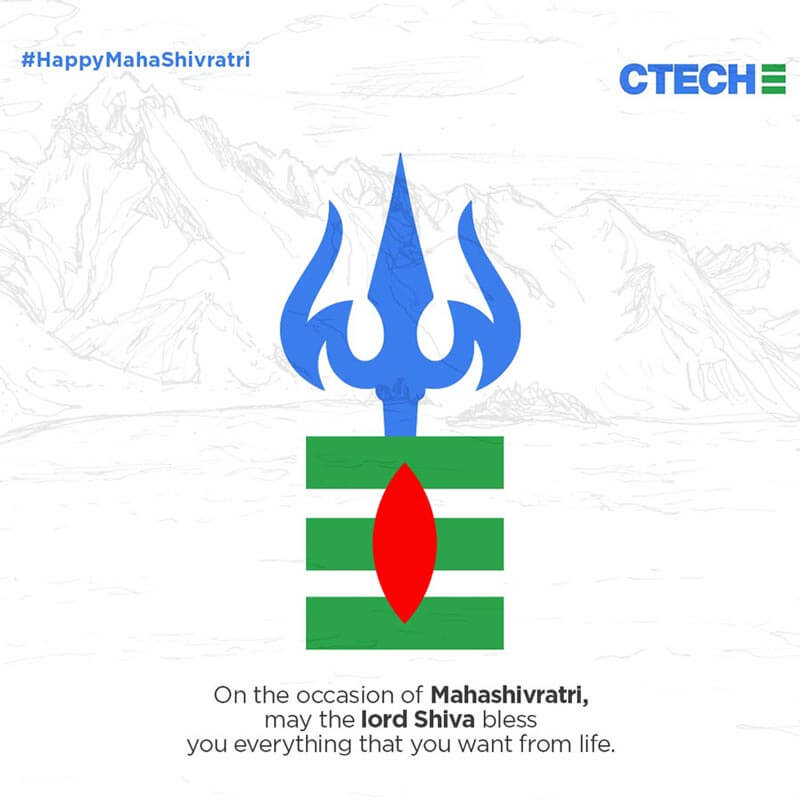 #HappyMahaShivratri
CTECH
On the occasion of Mahashivratri,
may the lord Shiva bless
you everything that you want from life.